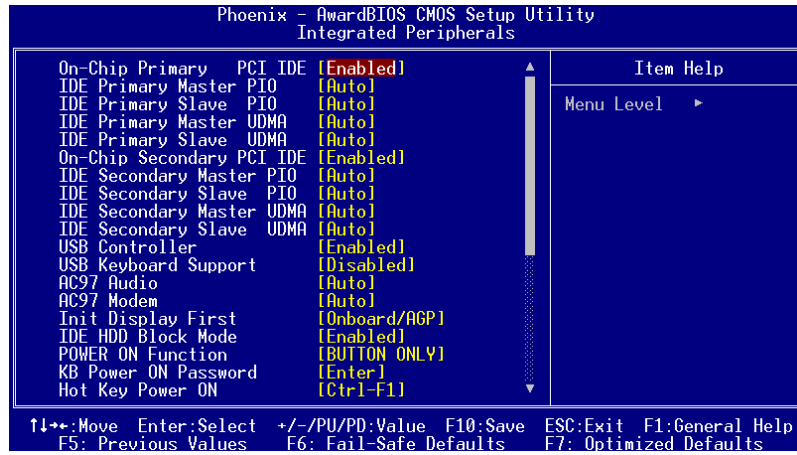 Phoenix - AwardBIOS CMOS Setup Utility
Integrated Peripherals
On-Chip Primary PCI IDE [Enabled]
IDE Primary Master PIO [Auto]
IDE Primary Slave PIO [Auto]
IDE Primary Master UDMA [Auto]
IDE Primary Slave UDMA [Auto]
On-Chip Secondary PCI IDE [Enabled]
IDE Secondary Master PIO [Auto]
IDE Secondary Slave PIO [Auto]
IDE Secondary Master UDMA [Auto]
IDE Secondary Slave UDMA [Auto]
USB Controller [Enabled]
USB Keyboard Support [Disabled]
AC97 Audio [Auto]
AC97 Modem [Auto]
Init Display First [Onboard/AGP]
IDE HDD Block Mode [Enabled]
POWER ON Function [BUTTON ONLY]
KB Power ON Password [Enter]
Hot Key Power ON [Ctrl-F1]
Item Help
Menu Level ►
↑↓→←:Move Enter:Select +/-/PU/PD:Value F10:Save ESC:Exit F1:General Help
F5: Previous Values F6: Fail-Safe Defaults F7: Optimized Defaults